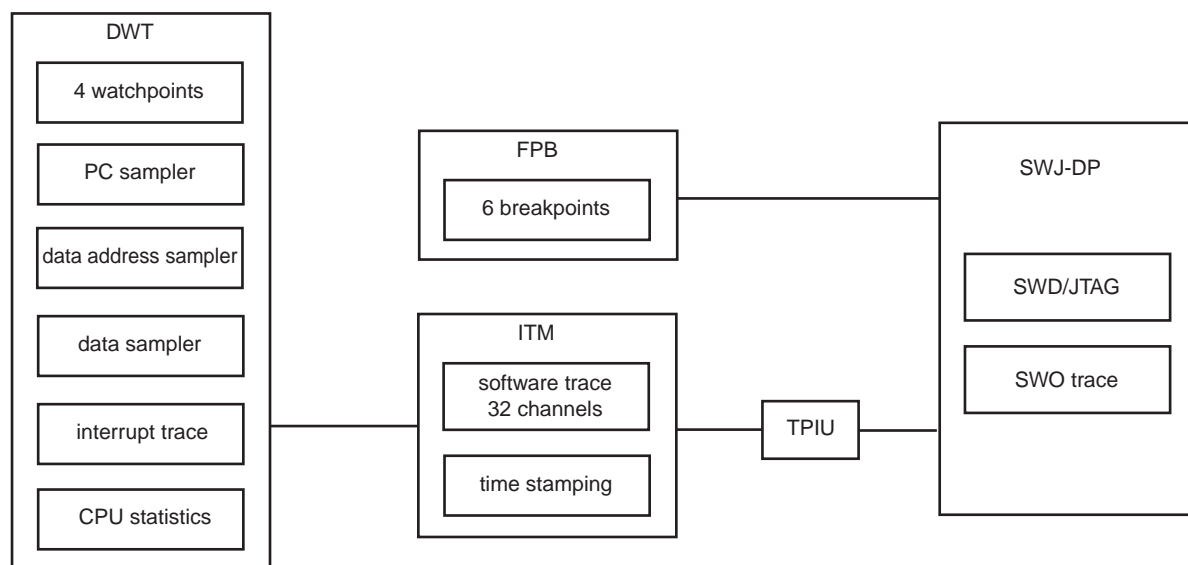 DWT
4 watchpoints
PC sampler
data address sampler
data sampler
interrupt trace
CPU statistics
FPB
6 breakpoints
ITM
software trace
32 channels
time stamping
TPIU
SWJ-DP
SWD/JTAG
SWO trace